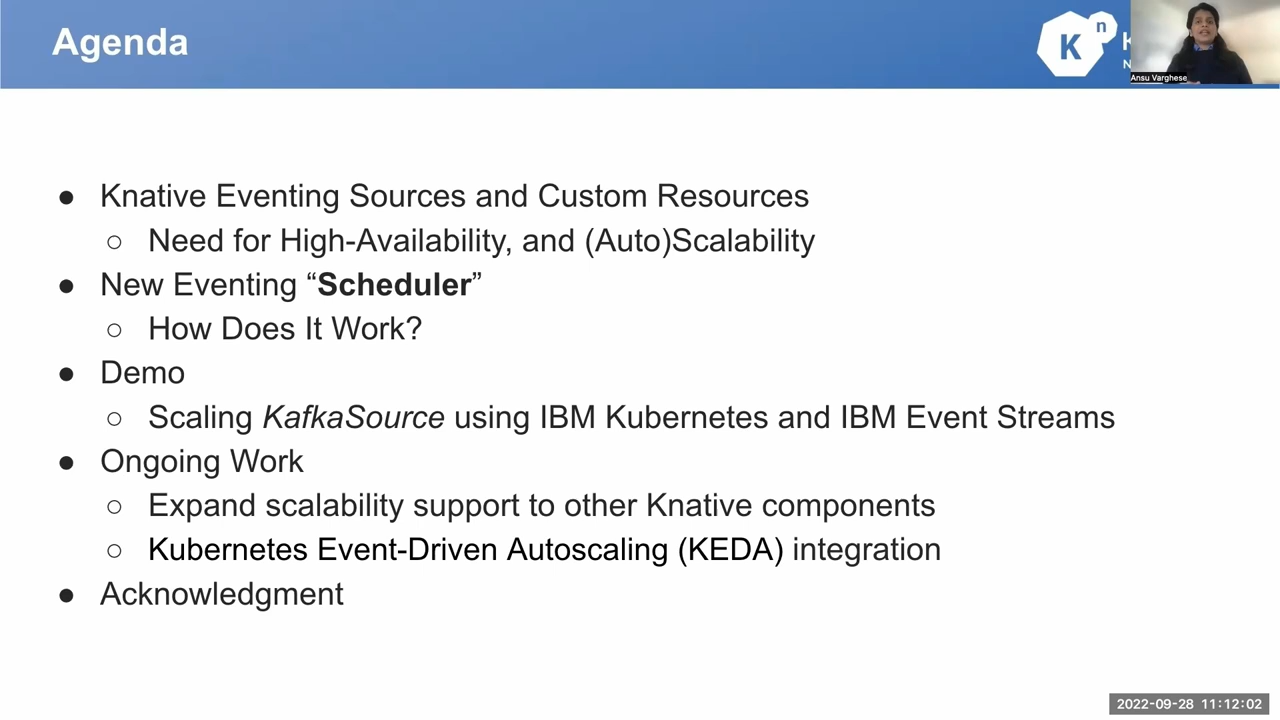 Agenda
Kn
K
N
Ansu Varghese
● Knative Eventing Sources and Custom Resources
○ Need for High-Availability, and (Auto)Scalability
● New Eventing “Scheduler”
○ How Does It Work?
● Demo
○ Scaling KafkaSource using IBM Kubernetes and IBM Event Streams
● Ongoing Work
○ Expand scalability support to other Knative components
○ Kubernetes Event-Driven Autoscaling (KEDA) integration
● Acknowledgment
2022-09-28 11:12:02